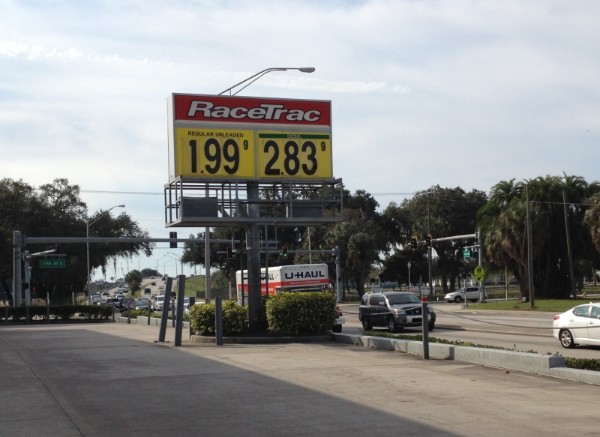 RaceTrac
REGULAR UNLEADED
1.99 9
2.83 9
U-HAUL